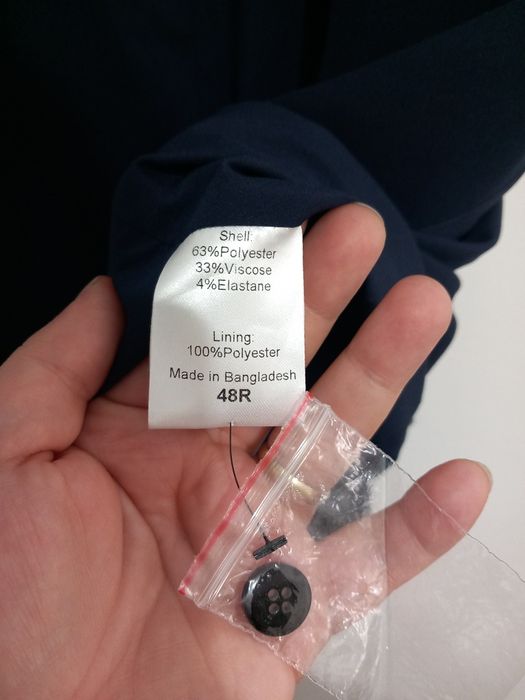 Shell:
63%Polyester
33%Viscose
4%Elastane
Lining:
100%Polyester
Made in Bangladesh
48R